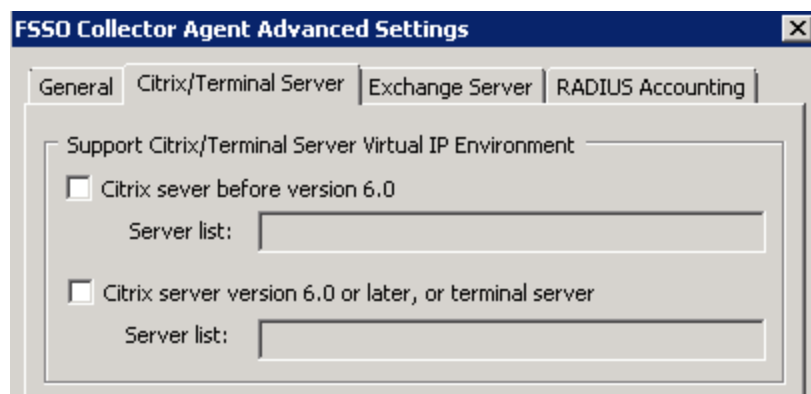 FSSO Collector Agent Advanced Settings
General Citrix/Terminal Server Exchange Server RADIUS Accounting
Support Citrix/Terminal Server Virtual IP Environment
Citrix sever before version 6.0
Server list:
Citrix server version 6.0 or later, or terminal server
Server list: